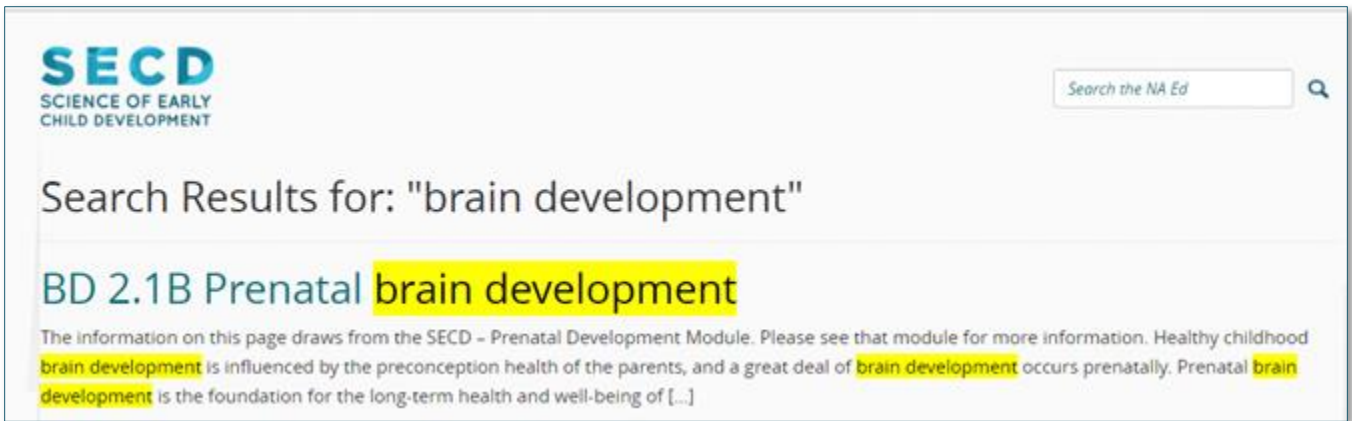 SECD
SCIENCE OF EARLY
CHILD DEVELOPMENT
Search the NA Ed
Search Results for: "brain development"
BD 2.1B Prenatal brain development
The information on this page draws from the SECD – Prenatal Development Module. Please see that module for more information. Healthy childhood
brain development is influenced by the preconception health of the parents, and a great deal of brain development occurs prenatally. Prenatal brain
development is the foundation for the long-term health and well-being of [...]